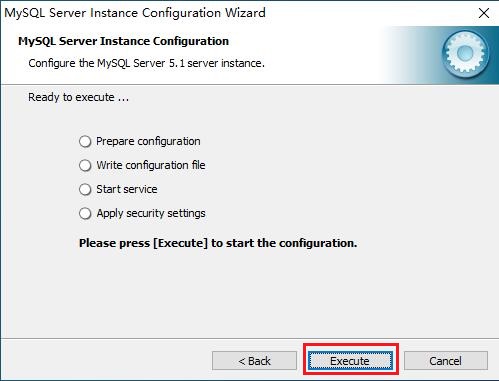 MySQL Server Instance Configuration Wizard
MySQL Server Instance Configuration
Configure the MySQL Server 5.1 server instance.
Ready to execute ...
Prepare configuration
Write configuration file
Start service
Apply security settings
Please press [Execute] to start the configuration.
< Back Execute Cancel